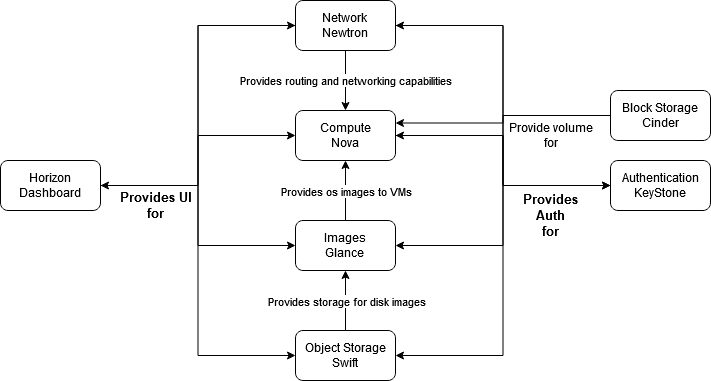 Network
Newtron
Provides routing and networking capabilities
Compute
Nova
Block Storage
Cinder
Provide volume
for
Horizon
Dashboard
Provides UI
for
Provides os images to VMs
Authentication
KeyStone
Provides
Auth
for
Images
Glance
Provides storage for disk images
Object Storage
Swift